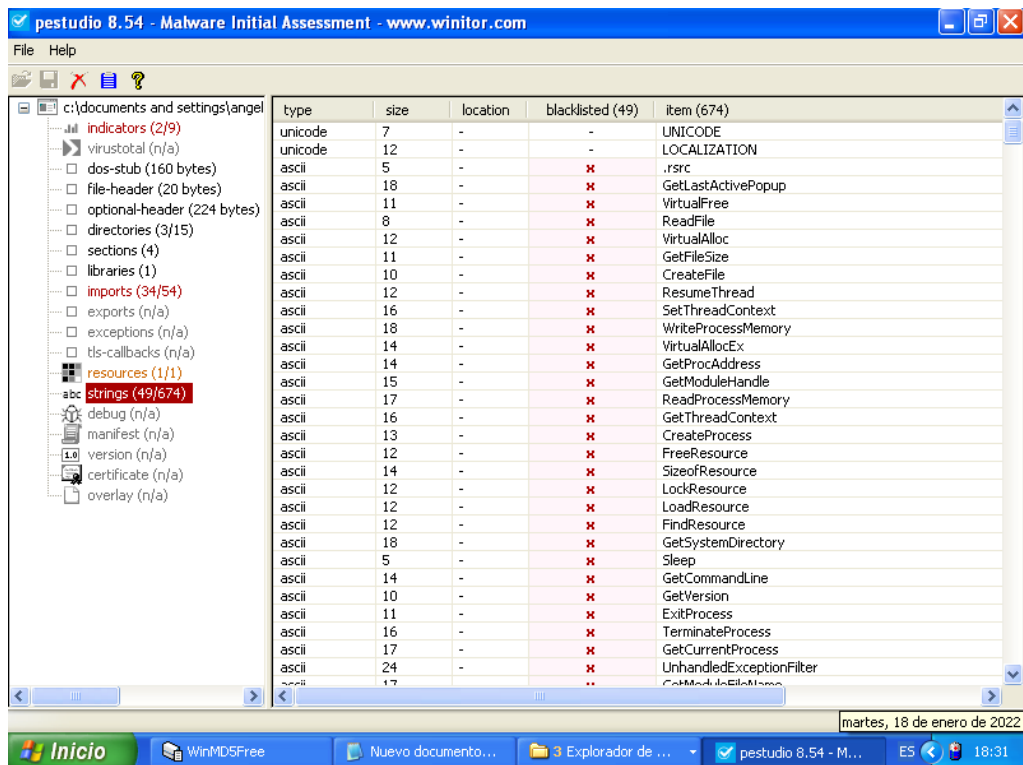 pestudio 8.54 - Malware Initial Assessment - www.winitor.com
File Help
c:\documents and settings\angel
indicators (2/9)
virustotal (n/a)
dos-stub (160 bytes)
file-header (20 bytes)
optional-header (224 bytes)
directories (3/15)
sections (4)
libraries (1)
imports (34/54)
exports (n/a)
exceptions (n/a)
tls-callbacks (n/a)
resources (1/1)
abc strings (49/674)
debug (n/a)
manifest (n/a)
1.0 version (n/a)
certificate (n/a)
overlay (n/a)
type size location blacklisted (49) item (674)
unicode 7 - - UNICODE
unicode 12 - - LOCALIZATION
ascii 5 - x .rsrc
ascii 18 - x GetLastActivePopup
ascii 11 - x VirtualFree
ascii 8 - x ReadFile
ascii 12 - x VirtualAlloc
ascii 11 - x GetFileSize
ascii 10 - x CreateFile
ascii 12 - x ResumeThread
ascii 16 - x SetThreadContext
ascii 18 - x WriteProcessMemory
ascii 14 - x VirtualAllocEx
ascii 14 - x GetProcAddress
ascii 15 - x GetModuleHandle
ascii 17 - x ReadProcessMemory
ascii 16 - x GetThreadContext
ascii 13 - x CreateProcess
ascii 12 - x FreeResource
ascii 14 - x SizeofResource
ascii 12 - x LockResource
ascii 12 - x LoadResource
ascii 12 - x FindResource
ascii 18 - x GetSystemDirectory
ascii 5 - x Sleep
ascii 14 - x GetCommandLine
ascii 10 - x GetVersion
ascii 11 - x ExitProcess
ascii 16 - x TerminateProcess
ascii 17 - x GetCurrentProcess
ascii 24 - x UnhandledExceptionFilter
ascii 17 - x GetModuleFileName
martes, 18 de enero de 2022
Inicio WinMD5Free Nuevo documento... 3 Explorador de ... pestudio 8.54 - M... ES 18:31